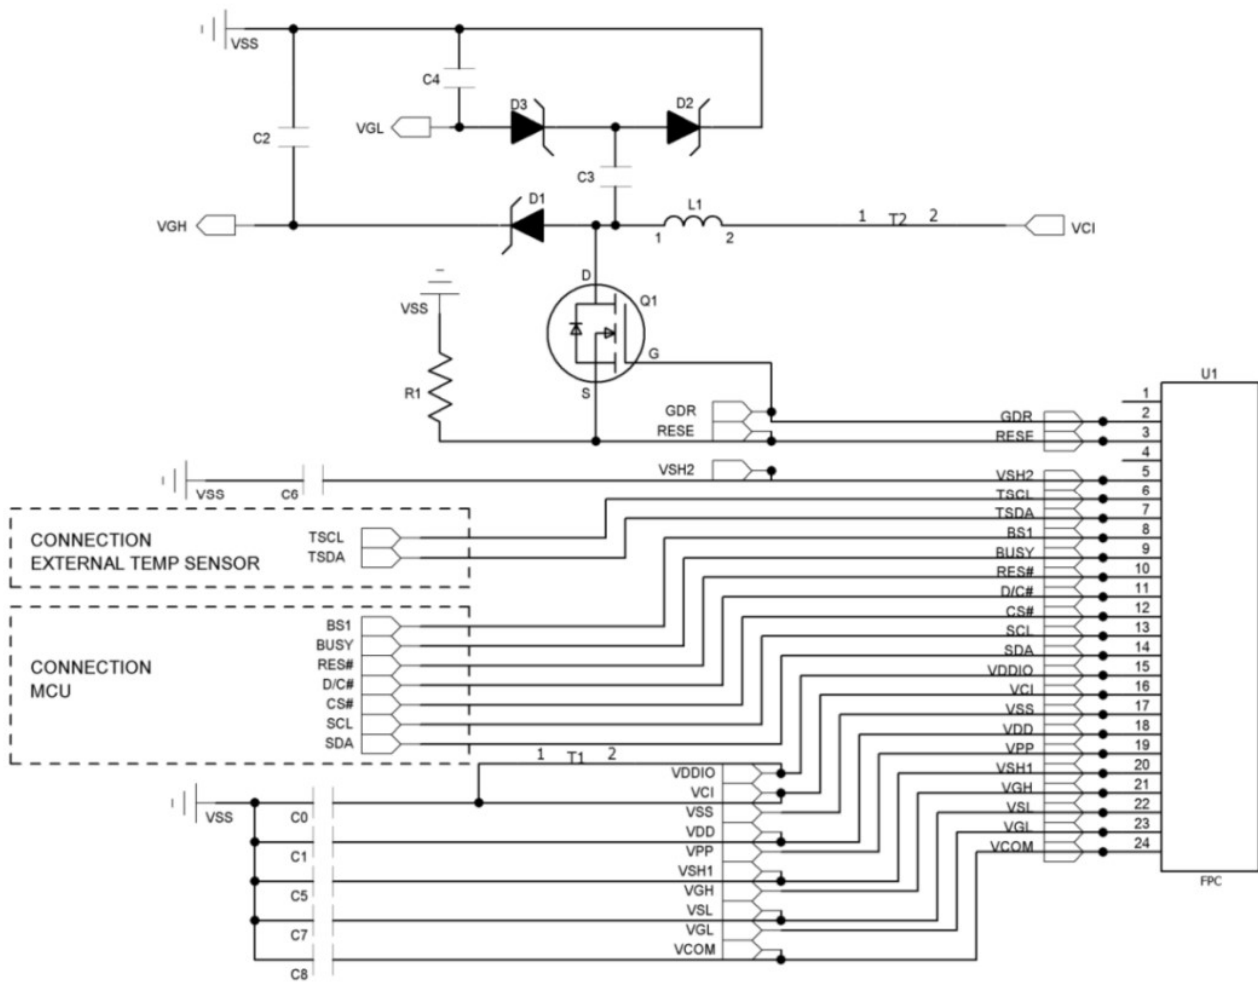 VSS
C4
D3
D2
VGL
C2
C3
D1
L1
VGH
1
2
1 T2 2
VCI
D
VSS
Q1
G
R1
S
U1
GDR
RESE
1
GDR 2
RESE 3
4
VSH2
VSS
C6
VSH2 5
TSCL 6
TSDA 7
BS1 8
BUSY 9
RES# 10
D/C# 11
CS# 12
SCL 13
SDA 14
VDDIO 15
VCI 16
VSS 17
VDD 18
VPP 19
VSH1 20
VGH 21
VSL 22
VGL 23
VCOM 24
FPC
CONNECTION
EXTERNAL TEMP SENSOR
TSCL
TSDA
CONNECTION
MCU
BS1
BUSY
RES#
D/C#
CS#
SCL
SDA
1 T1 2
VSS
C0
C1
C5
C7
C8
VDDIO
VCI
VSS
VDD
VPP
VSH1
VGH
VSL
VGL
VCOM